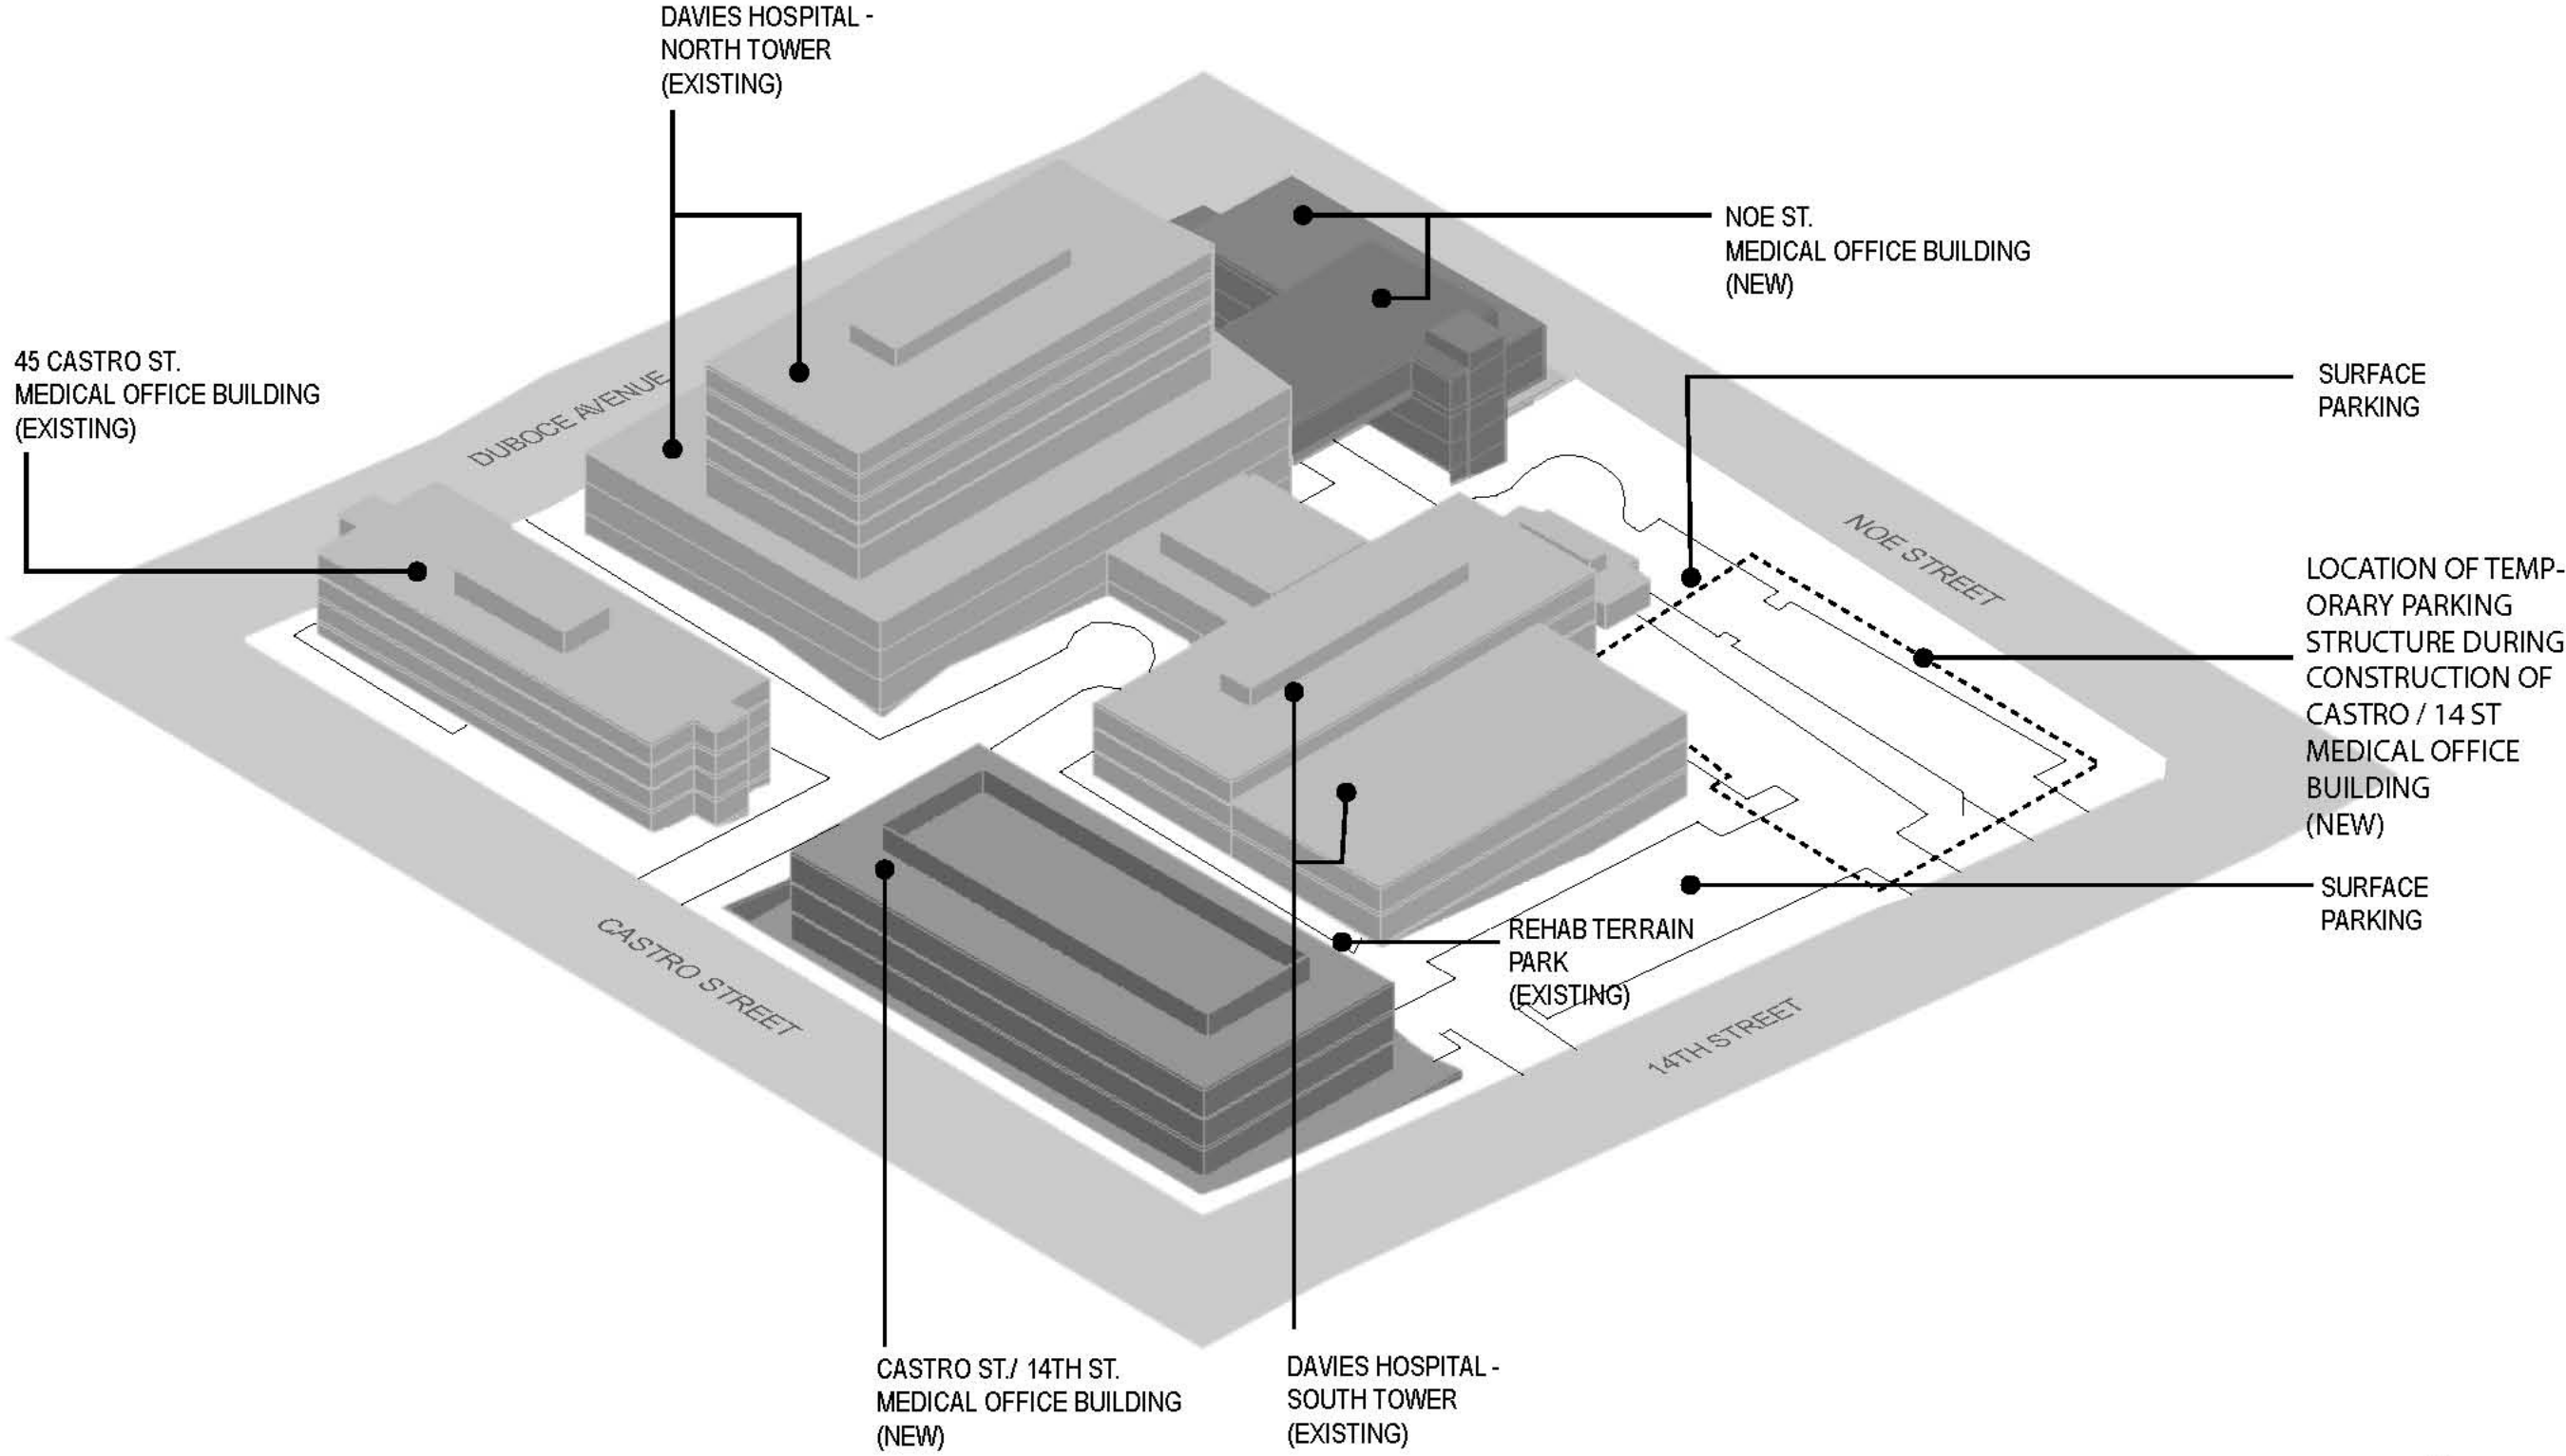 DAVIES HOSPITAL -
NORTH TOWER
(EXISTING)
NOE ST.
MEDICAL OFFICE BUILDING
(NEW)
45 CASTRO ST.
MEDICAL OFFICE BUILDING
(EXISTING)
DUBOCE AVENUE
SURFACE
PARKING
NOE STREET
LOCATION OF TEMP-
ORARY PARKING
STRUCTURE DURING
CONSTRUCTION OF
CASTRO / 14 ST
MEDICAL OFFICE
BUILDING
(NEW)
SURFACE
PARKING
REHAB TERRAIN
PARK
(EXISTING)
CASTRO STREET
14TH STREET
CASTRO ST./ 14TH ST.
MEDICAL OFFICE BUILDING
(NEW)
DAVIES HOSPITAL -
SOUTH TOWER
(EXISTING)